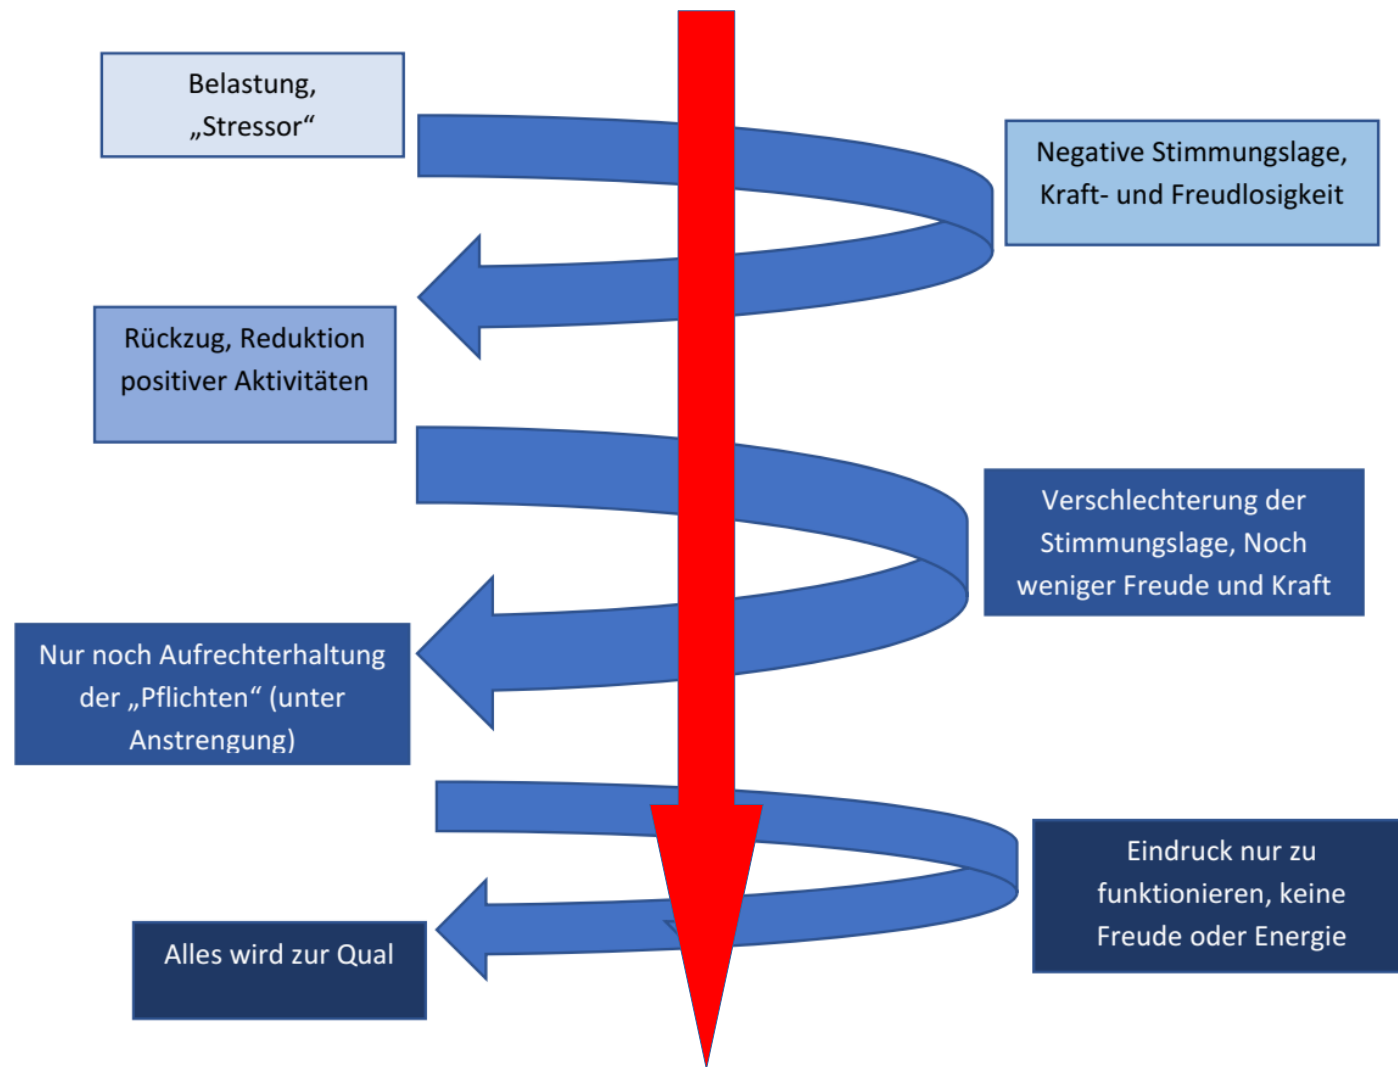 Belastung,
„Stressor“
Negative Stimmungslage,
Kraft- und Freudlosigkeit
Rückzug, Reduktion
positiver Aktivitäten
Verschlechterung der
Stimmungslage, Noch
weniger Freude und Kraft
Nur noch Aufrechterhaltung
der „Pflichten“ (unter
Anstrengung)
Eindruck nur zu
funktionieren, keine
Freude oder Energie
Alles wird zur Qual